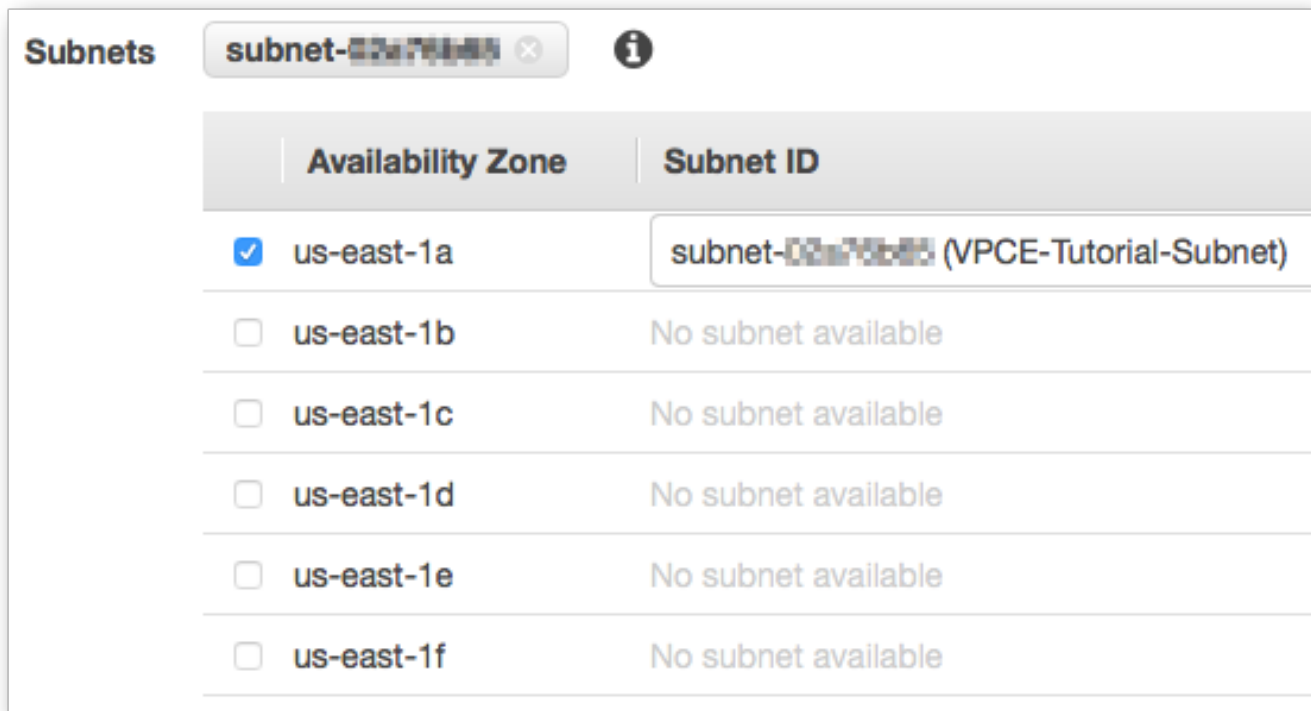 Subnets subnet-
Availability Zone Subnet ID
us-east-1a subnet- (VPCE-Tutorial-Subnet)
us-east-1b No subnet available
us-east-1c No subnet available
us-east-1d No subnet available
us-east-1e No subnet available
us-east-1f No subnet available